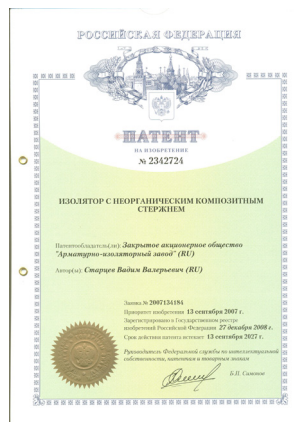 РОССИЙСКАЯ ФЕДЕРАЦИЯ
ПАТЕНТ
НА ИЗОБРЕТЕНИЕ
№ 2342724
ИЗОЛЯТОР С НЕОРГАНИЧЕСКИМ КОМПОЗИТНЫМ
СТЕРЖНЕМ
Патентообладатель(ли): Закрытое акционерное общество
"Арматурно-изоляторный завод" (RU)
Автор(ы): Старцев Вадим Валерьевич (RU)
Заявка № 2007134184
Приоритет изобретения 13 сентября 2007 г.
Зарегистрировано в Государственном реестре
изобретений Российской Федерации 27 декабря 2008 г.
Срок действия патента истекает 13 сентября 2027 г.
Руководитель Федеральной службы по интеллектуальной
собственности, патентам и товарным знакам
Б.П. Симонов